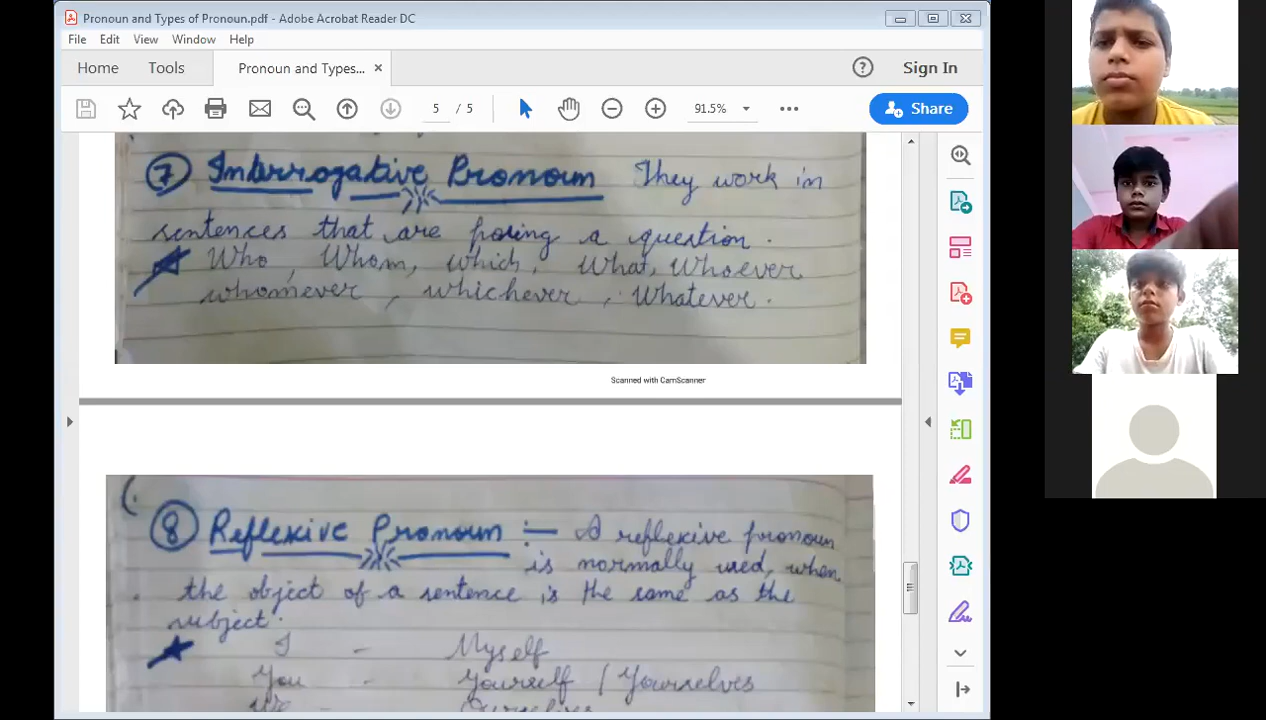 Pronoun and Types of Pronoun.pdf - Adobe Acrobat Reader DC
File Edit View Window Help
Home Tools Pronoun and Types... × Sign In
5 / 5 91.5% Share
7 Interrogative Pronoun They work in
sentences that are posing a question.
Who, Whom, which, What, Whoever
whomever, whichever, Whatever.
Scanned with CamScanner
8 Reflexive Pronoun :- A reflexive pronoun
is normally used, when
the object of a sentence is the same as the
subject.
I - Myself
You - Yourself / Yourselves
We - Ourselves